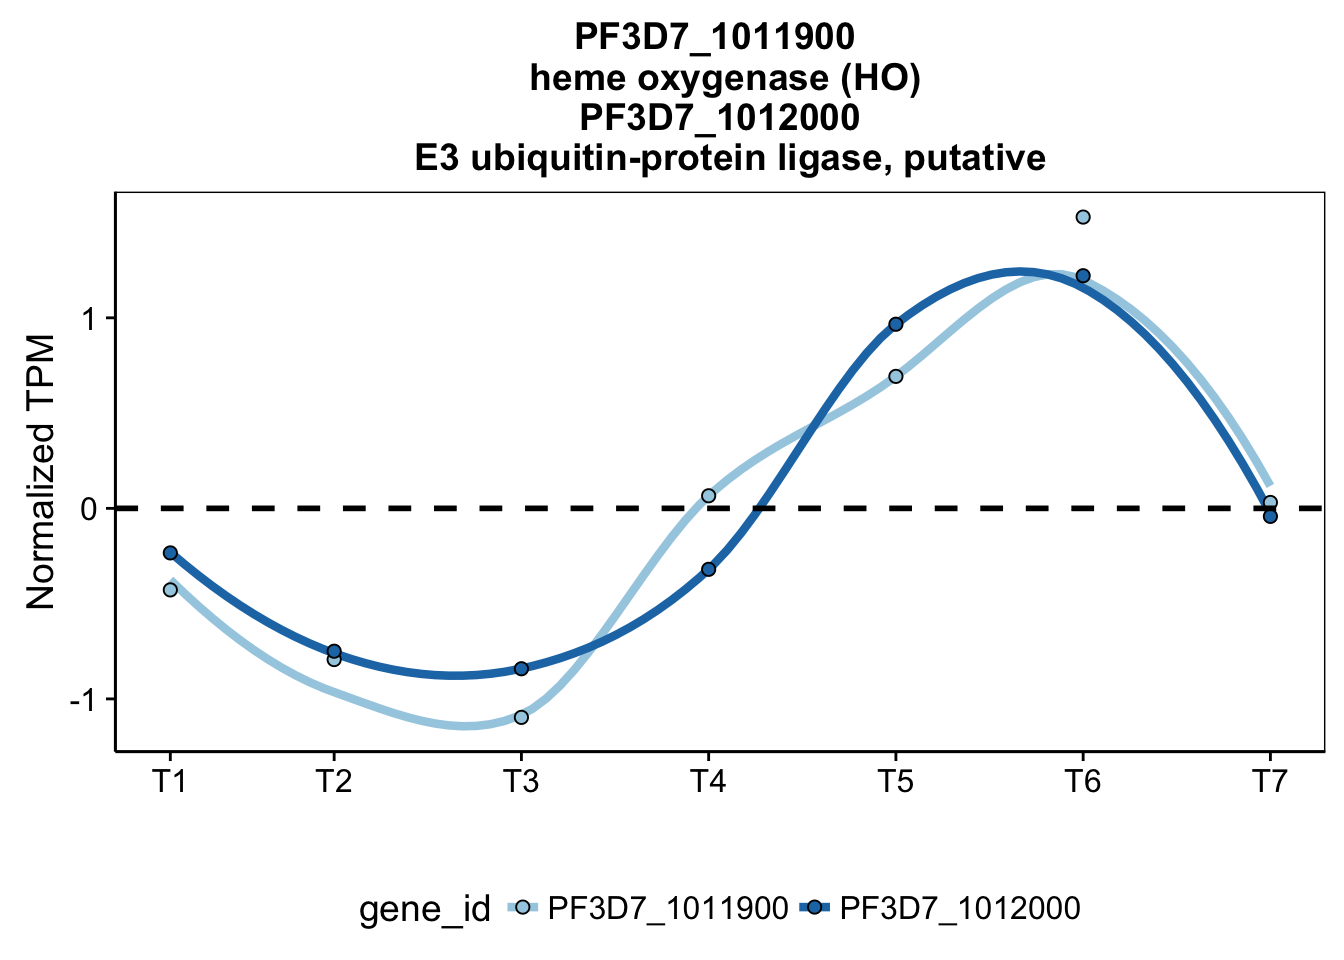 PF3D7_1011900
heme oxygenase (HO)
PF3D7_1012000
E3 ubiquitin-protein ligase, putative
Normalized TPM
1
0
-1
T1 T2 T3 T4 T5 T6 T7
gene_id PF3D7_1011900 PF3D7_1012000